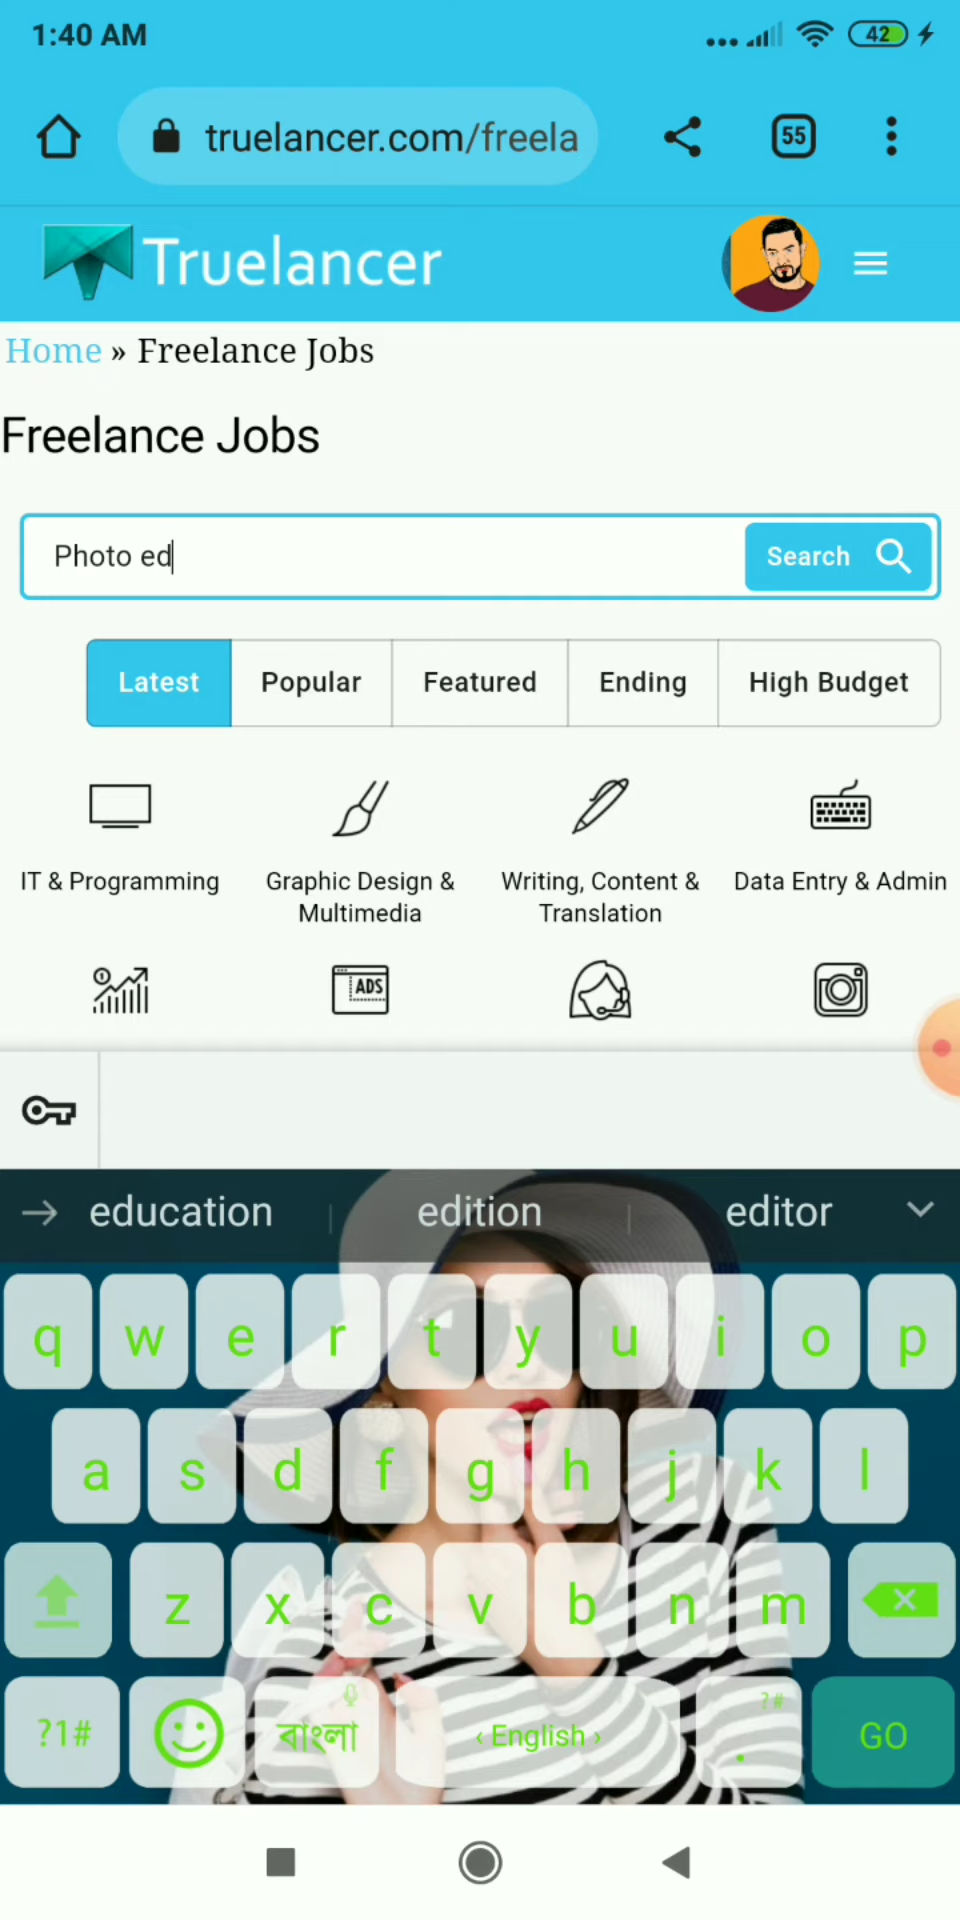 1:40 AM
42
truelancer.com/freela
55
Truelancer
Home » Freelance Jobs
Freelance Jobs
Photo ed
Search
Latest Popular Featured Ending High Budget
IT & Programming
Graphic Design &
Multimedia
Writing, Content &
Translation
Data Entry & Admin
ADS
education edition editor
q w e r t y u i o p
a s d f g h j k l
z x c v b n m
?1# বাংলা ‹ English › ?# . GO